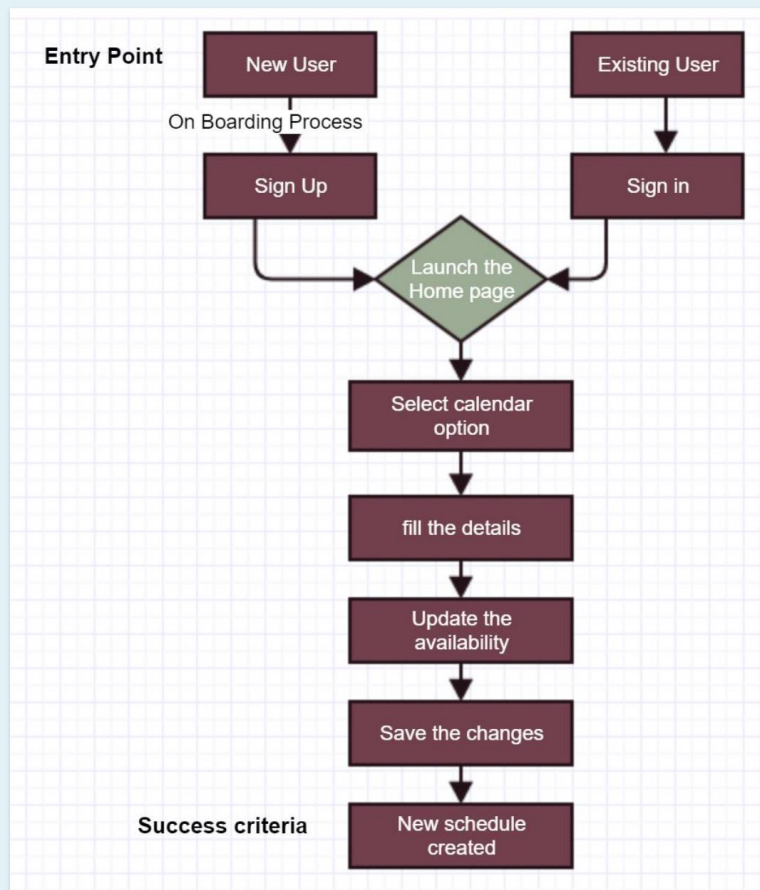 Entry Point
New User
Existing User
On Boarding Process
Sign Up
Sign in
Launch the
Home page
Select calendar
option
fill the details
Update the
availability
Save the changes
Success criteria
New schedule
created